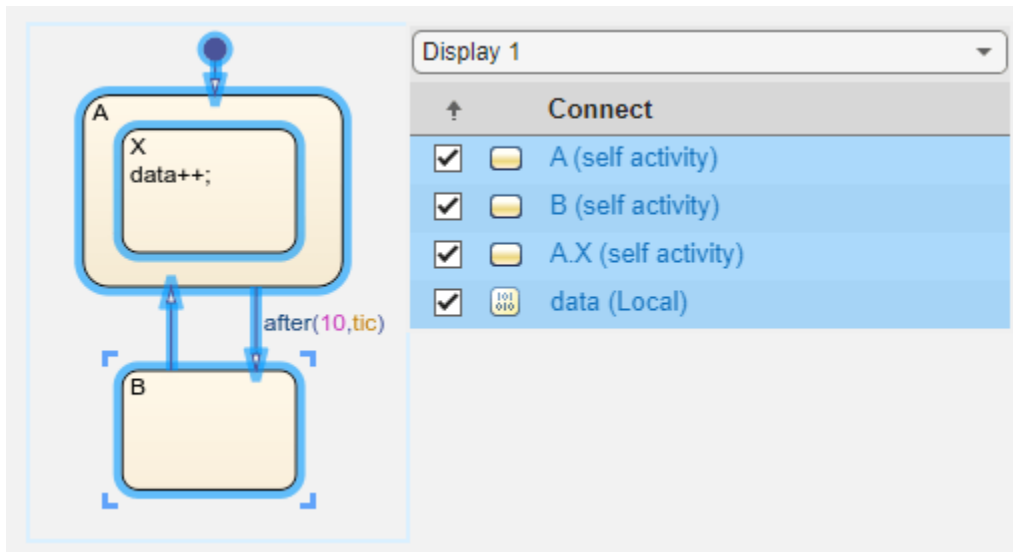 A
X
data++;
after(10,tic)
B
Display 1
Connect
A (self activity)
B (self activity)
A.X (self activity)
data (Local)